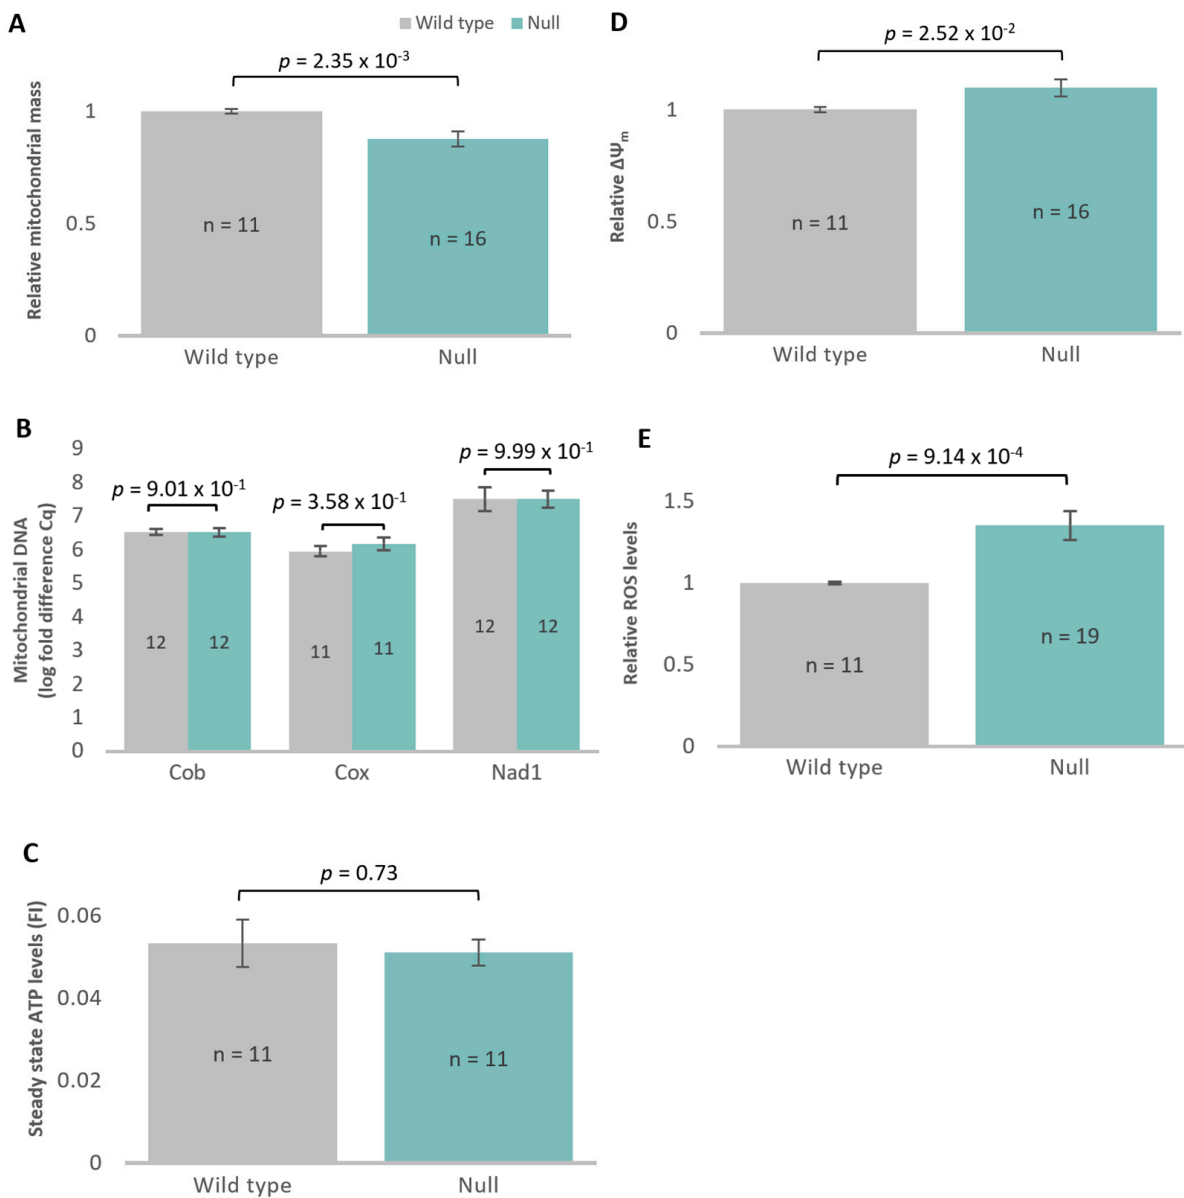 A
Wild type Null
p = 2.35 x 10-3
Relative mitochondrial mass
1
0.5
0
n = 11
n = 16
Wild type Null
D
p = 2.52 x 10-2
Relative ΔΨm
1
0.5
0
n = 11
n = 16
Wild type Null
B
Mitochondrial DNA
(log fold difference Cq)
9
8
7
6
5
4
3
2
1
0
p = 9.01 x 10-1
p = 3.58 x 10-1
p = 9.99 x 10-1
12 12 11 11 12 12
Cob Cox Nad1
E
p = 9.14 x 10-4
Relative ROS levels
1.5
1
0.5
0
n = 11
n = 19
Wild type Null
C
p = 0.73
Steady state ATP levels (FI)
0.06
0.04
0.02
0
n = 11
n = 11
Wild type Null